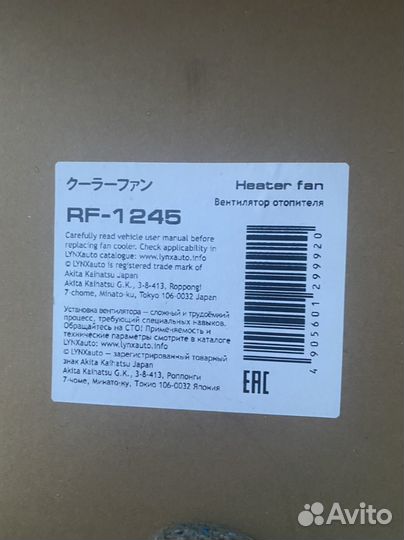 クーラーファン
Heater fan
Вентилятор отопителя
RF-1245
Carefully read vehicle user manual before
replacing fan cooler. Check applicability in
LYNXauto catalogue: www.lynxauto.info
© LYNXauto is registered trade mark of
Akita Kaihatsu Japan
Akita Kaihatsu G.K., 3-8-413, Roppongi
7-chome, Minato-ku, Tokyo 106-0032 Japan
Установка вентилятора – сложный и трудоёмкий
процесс, требующий специальных навыков.
Обращайтесь на СТО! Применяемость и
технические параметры смотрите в каталоге
LYNXauto: www.lynxauto.info
© LYNXauto – зарегистрированный товарный
знак Akita Kaihatsu Japan
Akita Kaihatsu G.K., 3-8-413, Роппонги
7-чоме, Минато-ку, Токио 106-0032 Япония
4905601299920
EAC
Avito